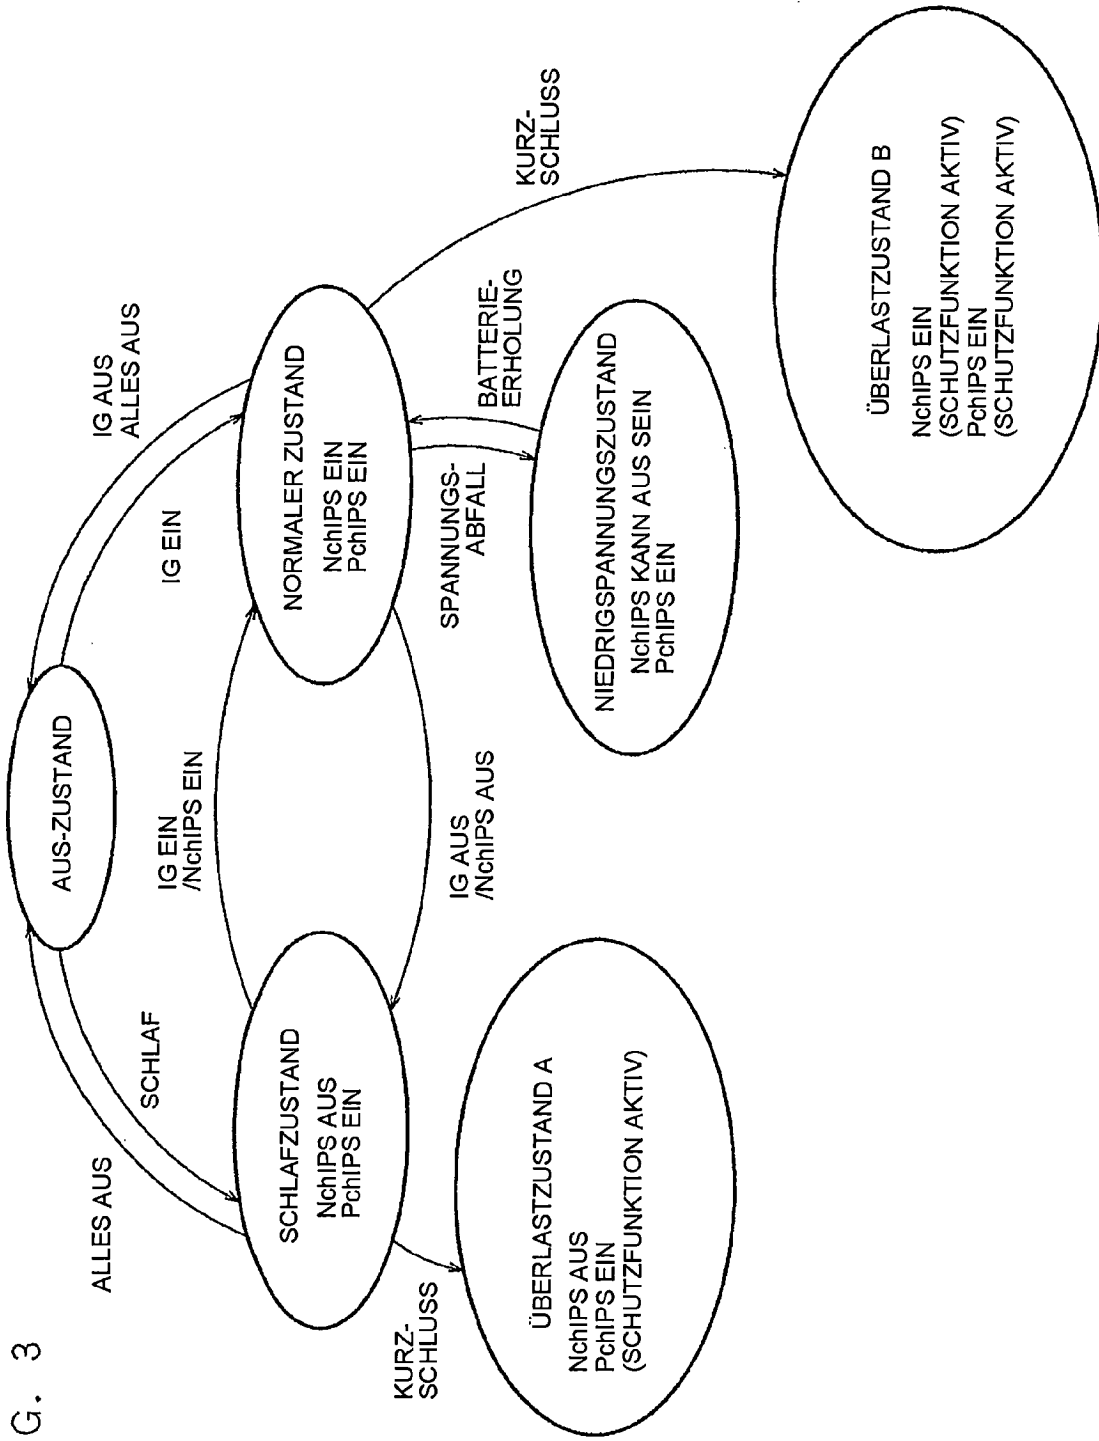 G. 3
AUS-ZUSTAND
ALLES AUS
SCHLAF
IG EIN
/NchIPS EIN
IG EIN
IG AUS
ALLES AUS
SCHLAFZUSTAND
NchIPS AUS
PchIPS EIN
NORMALER ZUSTAND
NchIPS EIN
PchIPS EIN
IG AUS
/NchIPS AUS
KURZ-
SCHLUSS
SPANNUNGS-
ABFALL
BATTERIE-
ERHOLUNG
KURZ-
SCHLUSS
ÜBERLASTZUSTAND A
NchIPS AUS
PchIPS EIN
(SCHUTZFUNKTION AKTIV)
NIEDRIGSPANNUNGSZUSTAND
NchIPS KANN AUS SEIN
PchIPS EIN
ÜBERLASTZUSTAND B
NchIPS EIN
(SCHUTZFUNKTION AKTIV)
PchIPS EIN
(SCHUTZFUNKTION AKTIV)